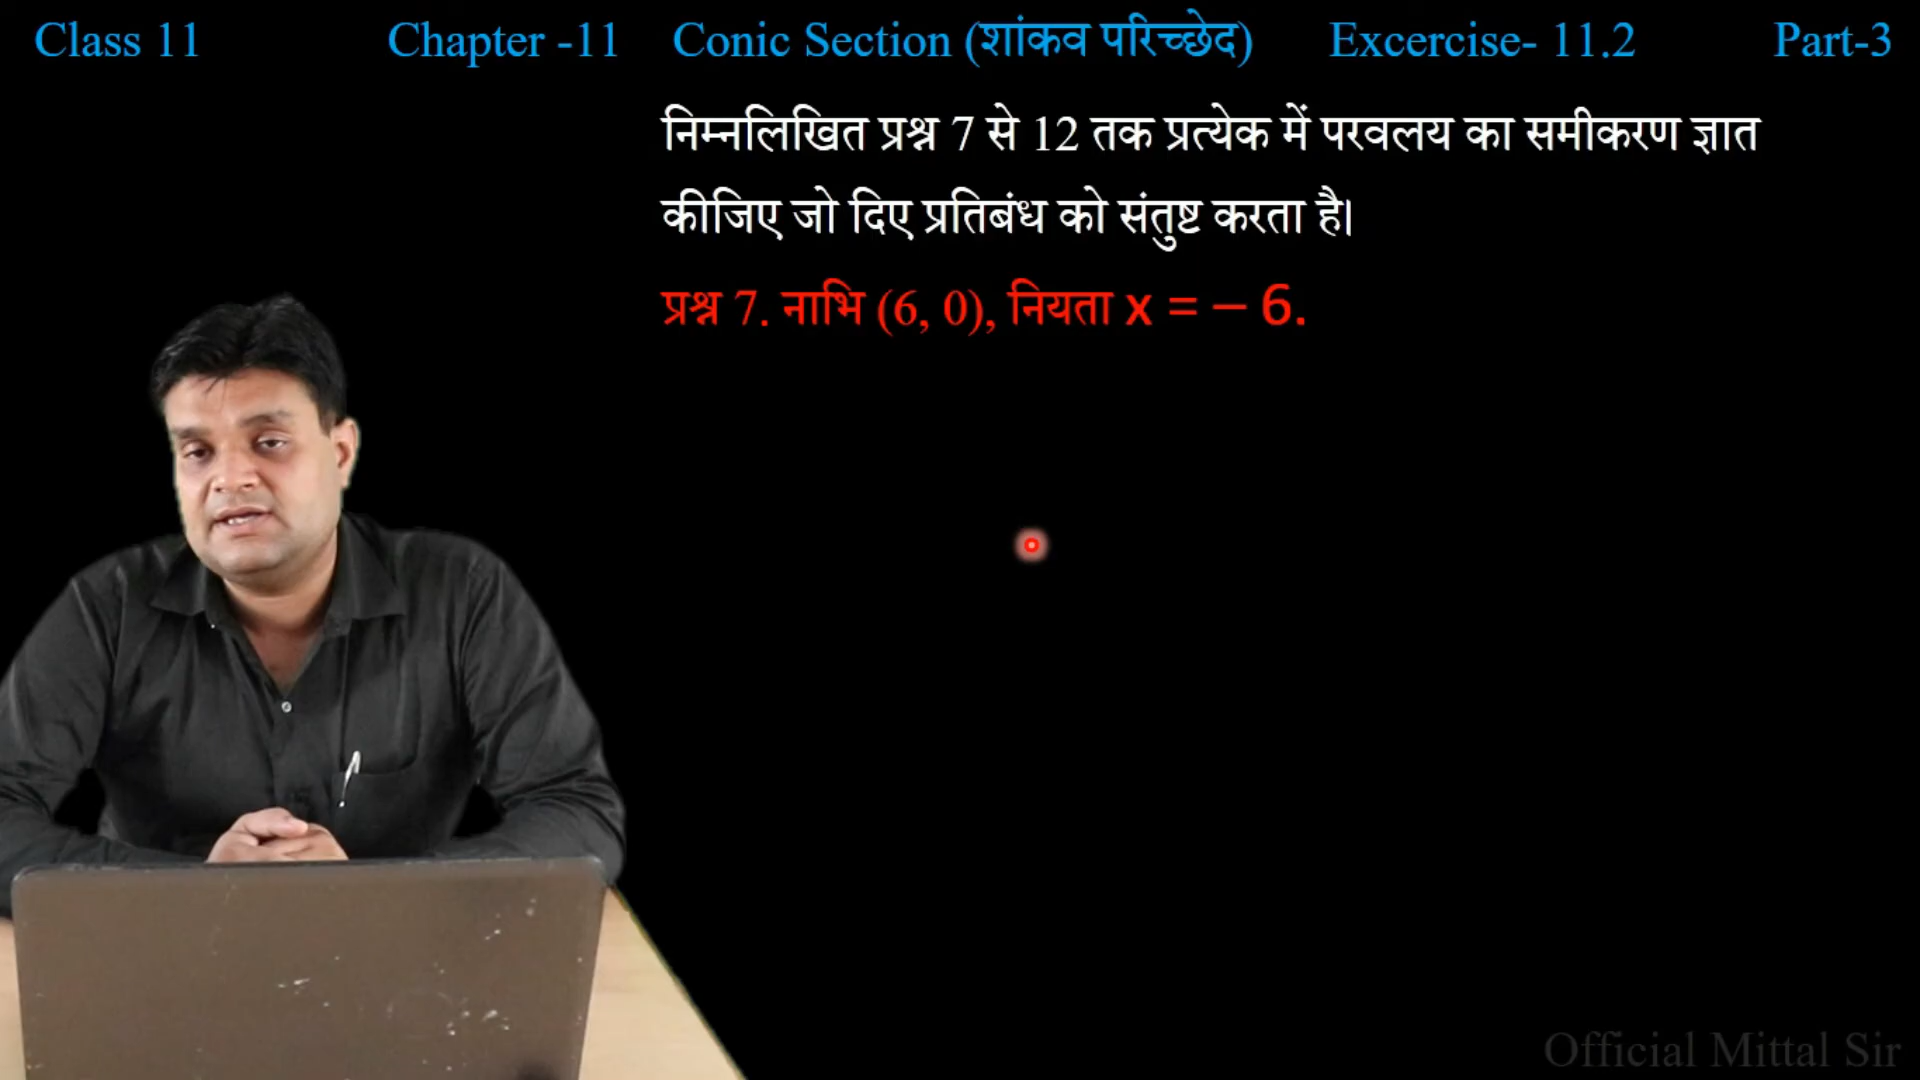 Class 11 Chapter -11 Conic Section (शांकव परिच्छेद) Excercise- 11.2 Part-3
निम्नलिखित प्रश्न 7 से 12 तक प्रत्येक में परवलय का समीकरण ज्ञात
कीजिए जो दिए प्रतिबंध को संतुष्ट करता है।
प्रश्न 7. नाभि (6, 0), नियता x = – 6.
Official Mittal Sir